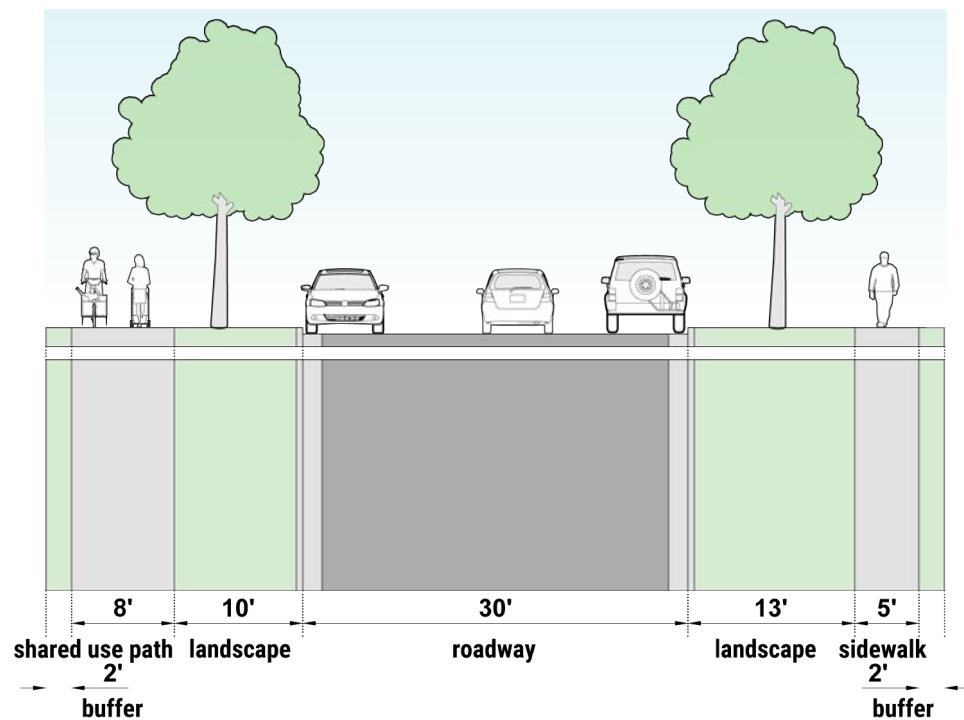 8' 10' 30' 13' 5'
shared use path landscape roadway landscape sidewalk
2' 2'
buffer buffer